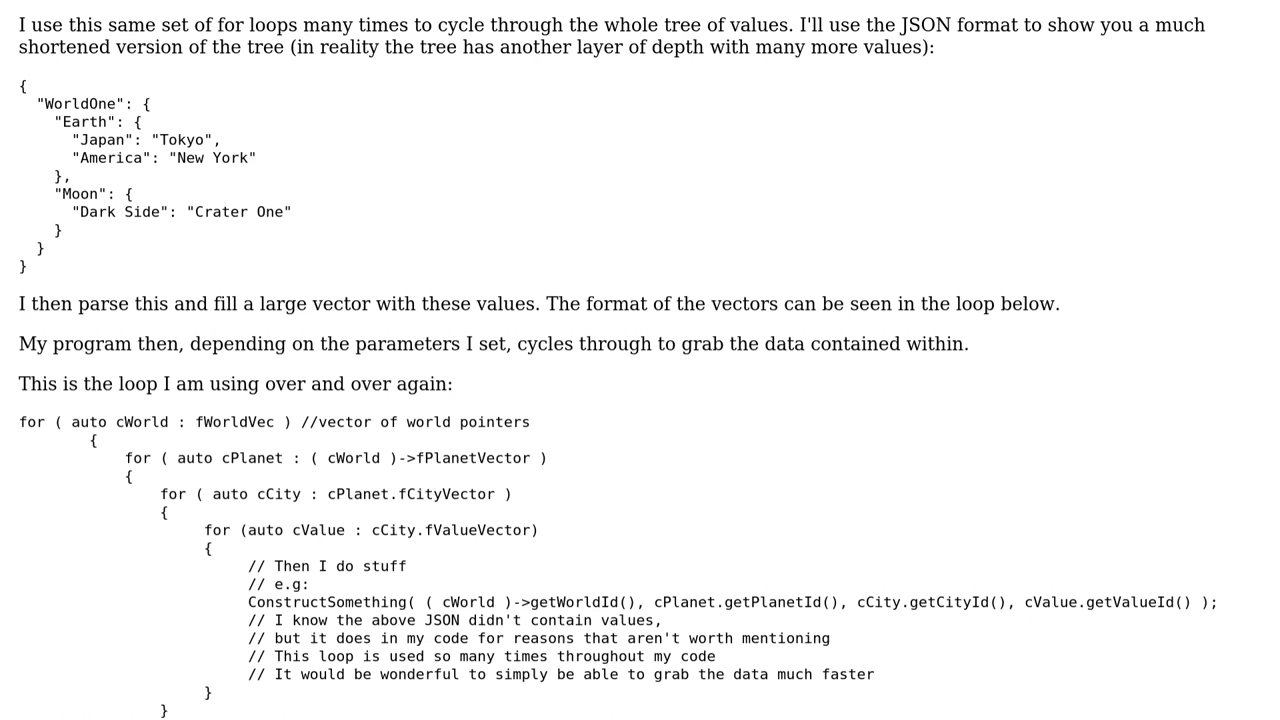 I use this same set of for loops many times to cycle through the whole tree of values. I'll use the JSON format to show you a much
shortened version of the tree (in reality the tree has another layer of depth with many more values):
{
  "WorldOne": {
    "Earth": {
      "Japan": "Tokyo",
      "America": "New York"
    },
    "Moon": {
      "Dark Side": "Crater One"
    }
  }
}
I then parse this and fill a large vector with these values. The format of the vectors can be seen in the loop below.
My program then, depending on the parameters I set, cycles through to grab the data contained within.
This is the loop I am using over and over again:
for ( auto cWorld : fWorldVec ) //vector of world pointers
        {
            for ( auto cPlanet : ( cWorld )->fPlanetVector )
            {
                for ( auto cCity : cPlanet.fCityVector )
                {
                     for (auto cValue : cCity.fValueVector)
                     {
                          // Then I do stuff
                          // e.g:
                          ConstructSomething( ( cWorld )->getWorldId(), cPlanet.getPlanetId(), cCity.getCityId(), cValue.getValueId() );
                          // I know the above JSON didn't contain values,
                          // but it does in my code for reasons that aren't worth mentioning
                          // This loop is used so many times throughout my code
                          // It would be wonderful to simply be able to grab the data much faster
                     }
                }